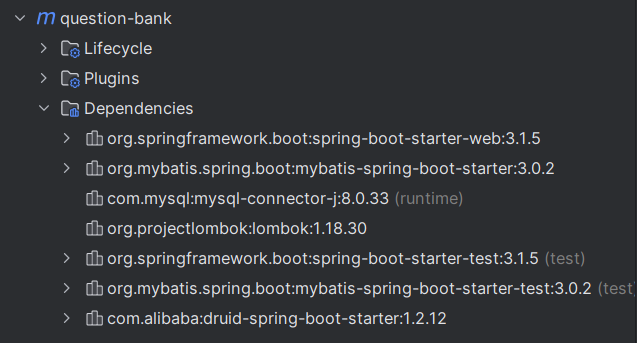 question-bank
Lifecycle
Plugins
Dependencies
org.springframework.boot:spring-boot-starter-web:3.1.5
org.mybatis.spring.boot:mybatis-spring-boot-starter:3.0.2
com.mysql:mysql-connector-j:8.0.33 (runtime)
org.projectlombok:lombok:1.18.30
org.springframework.boot:spring-boot-starter-test:3.1.5 (test)
org.mybatis.spring.boot:mybatis-spring-boot-starter-test:3.0.2 (test
com.alibaba:druid-spring-boot-starter:1.2.12